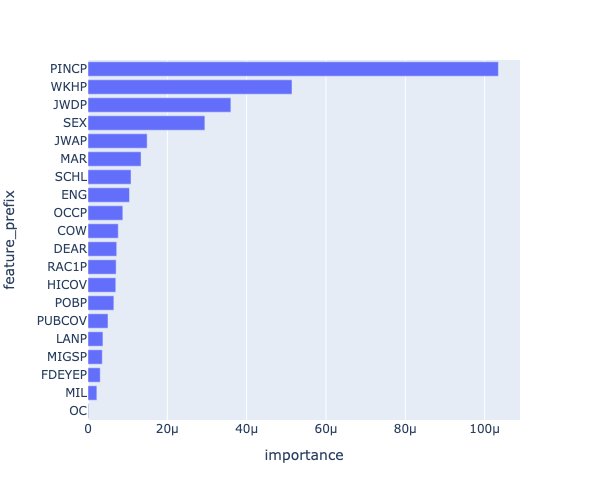 PINCP
WKHP
JWDP
SEX
JWAP
MAR
SCHL
ENG
OCCP
COW
DEAR
RAC1P
HICOV
POBP
PUBCOV
LANP
MIGSP
FDEYEP
MIL
OC
feature_prefix
0 20μ 40μ 60μ 80μ 100μ
importance